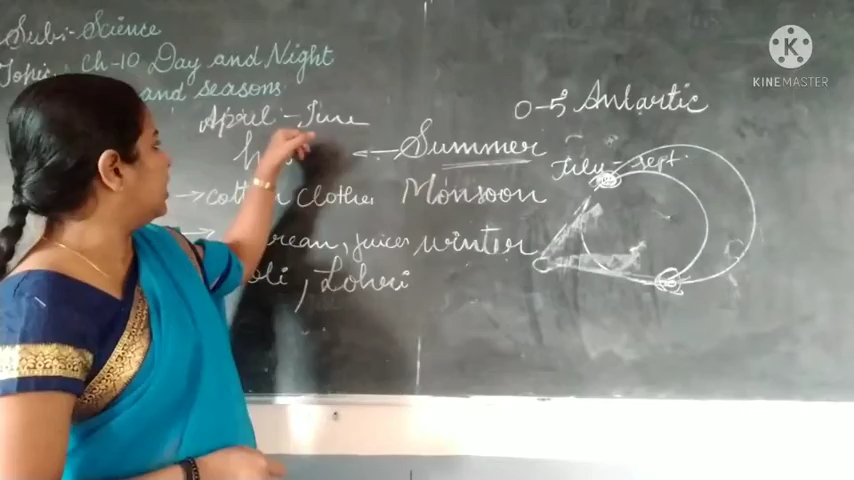 Sub:- Science
Topic: Ch-10 Day and Night
and seasons
April - June
0-5° Antartic
← Summer
July - Sept.
→ cotton clothes
Monsoon
→ cream, juices
winter
Holi, Lohri
K
KINEMASTER